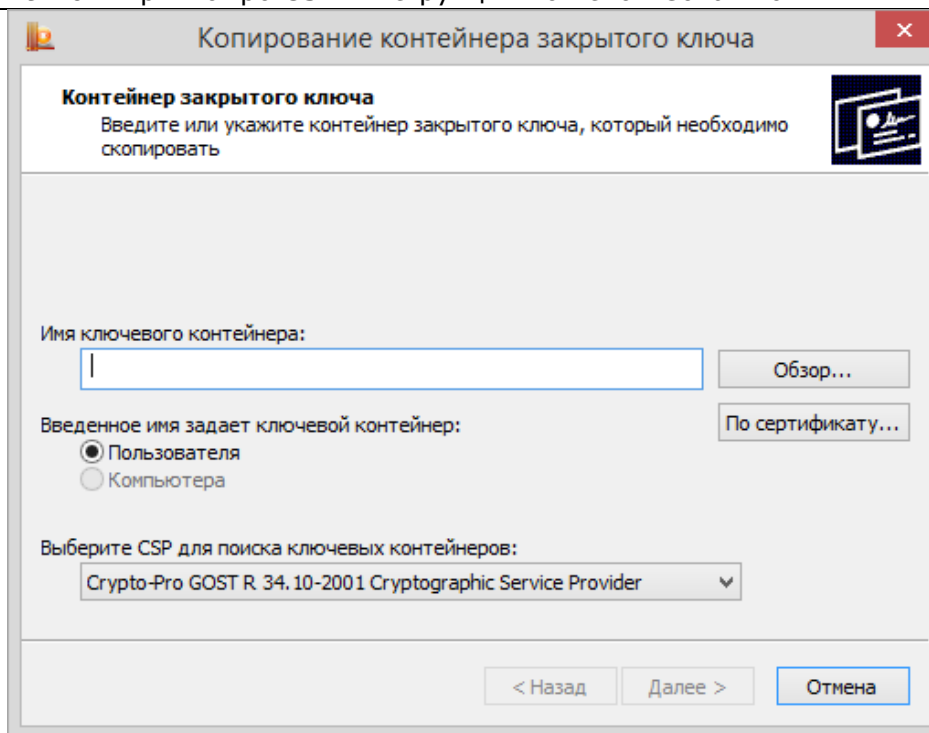 Копирование контейнера закрытого ключа
Контейнер закрытого ключа
Введите или укажите контейнер закрытого ключа, который необходимо
скопировать
Имя ключевого контейнера:
Обзор...
По сертификату...
Введенное имя задает ключевой контейнер:
Пользователя
Компьютера
Выберите CSP для поиска ключевых контейнеров:
Crypto-Pro GOST R 34.10-2001 Cryptographic Service Provider
< Назад
Далее >
Отмена